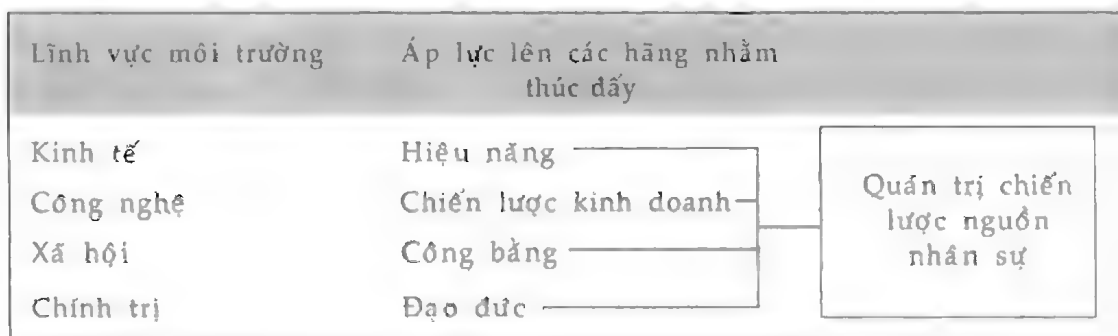 Lĩnh vực môi trường Áp lực lên các hãng nhằm
thúc đẩy
Kinh tế Hiệu năng
Công nghệ Chiến lược kinh doanh
Xã hội Công bằng
Chính trị Đạo đức
Quán trị chiến
lược nguồn
nhân sự